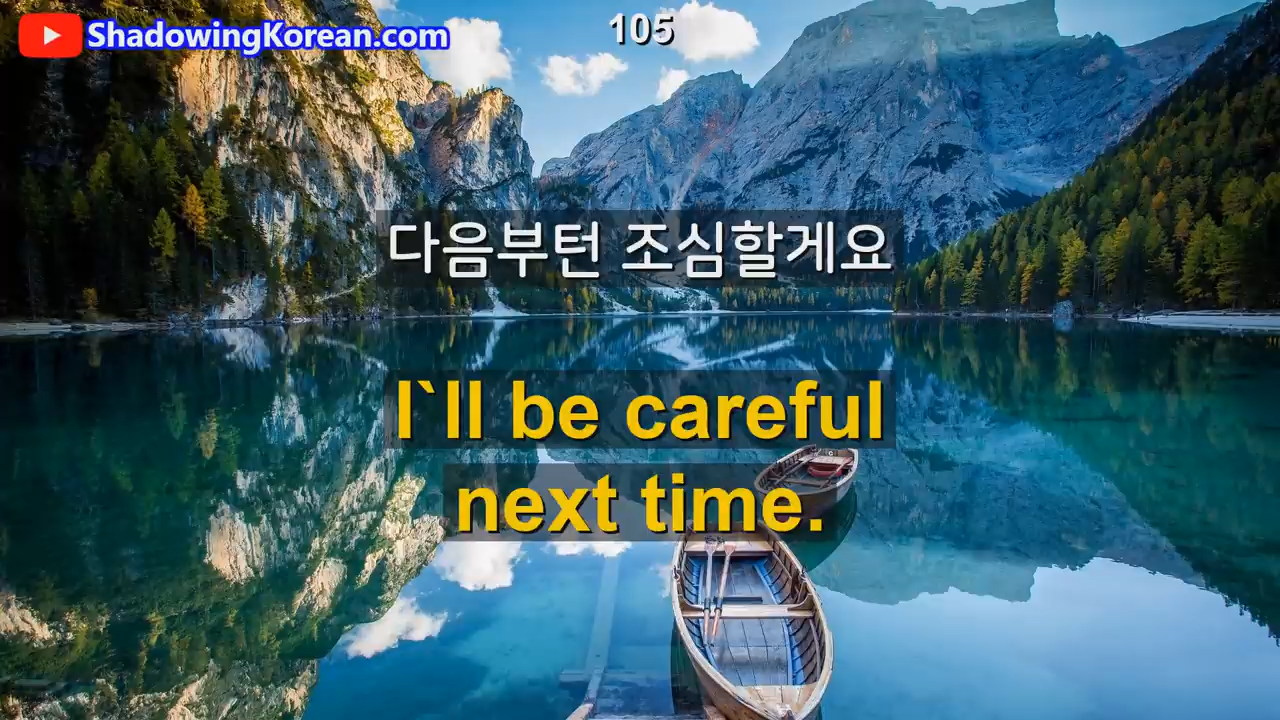 ShadowingKorean.com
105
다음부턴 조심할게요
I`ll be careful
next time.